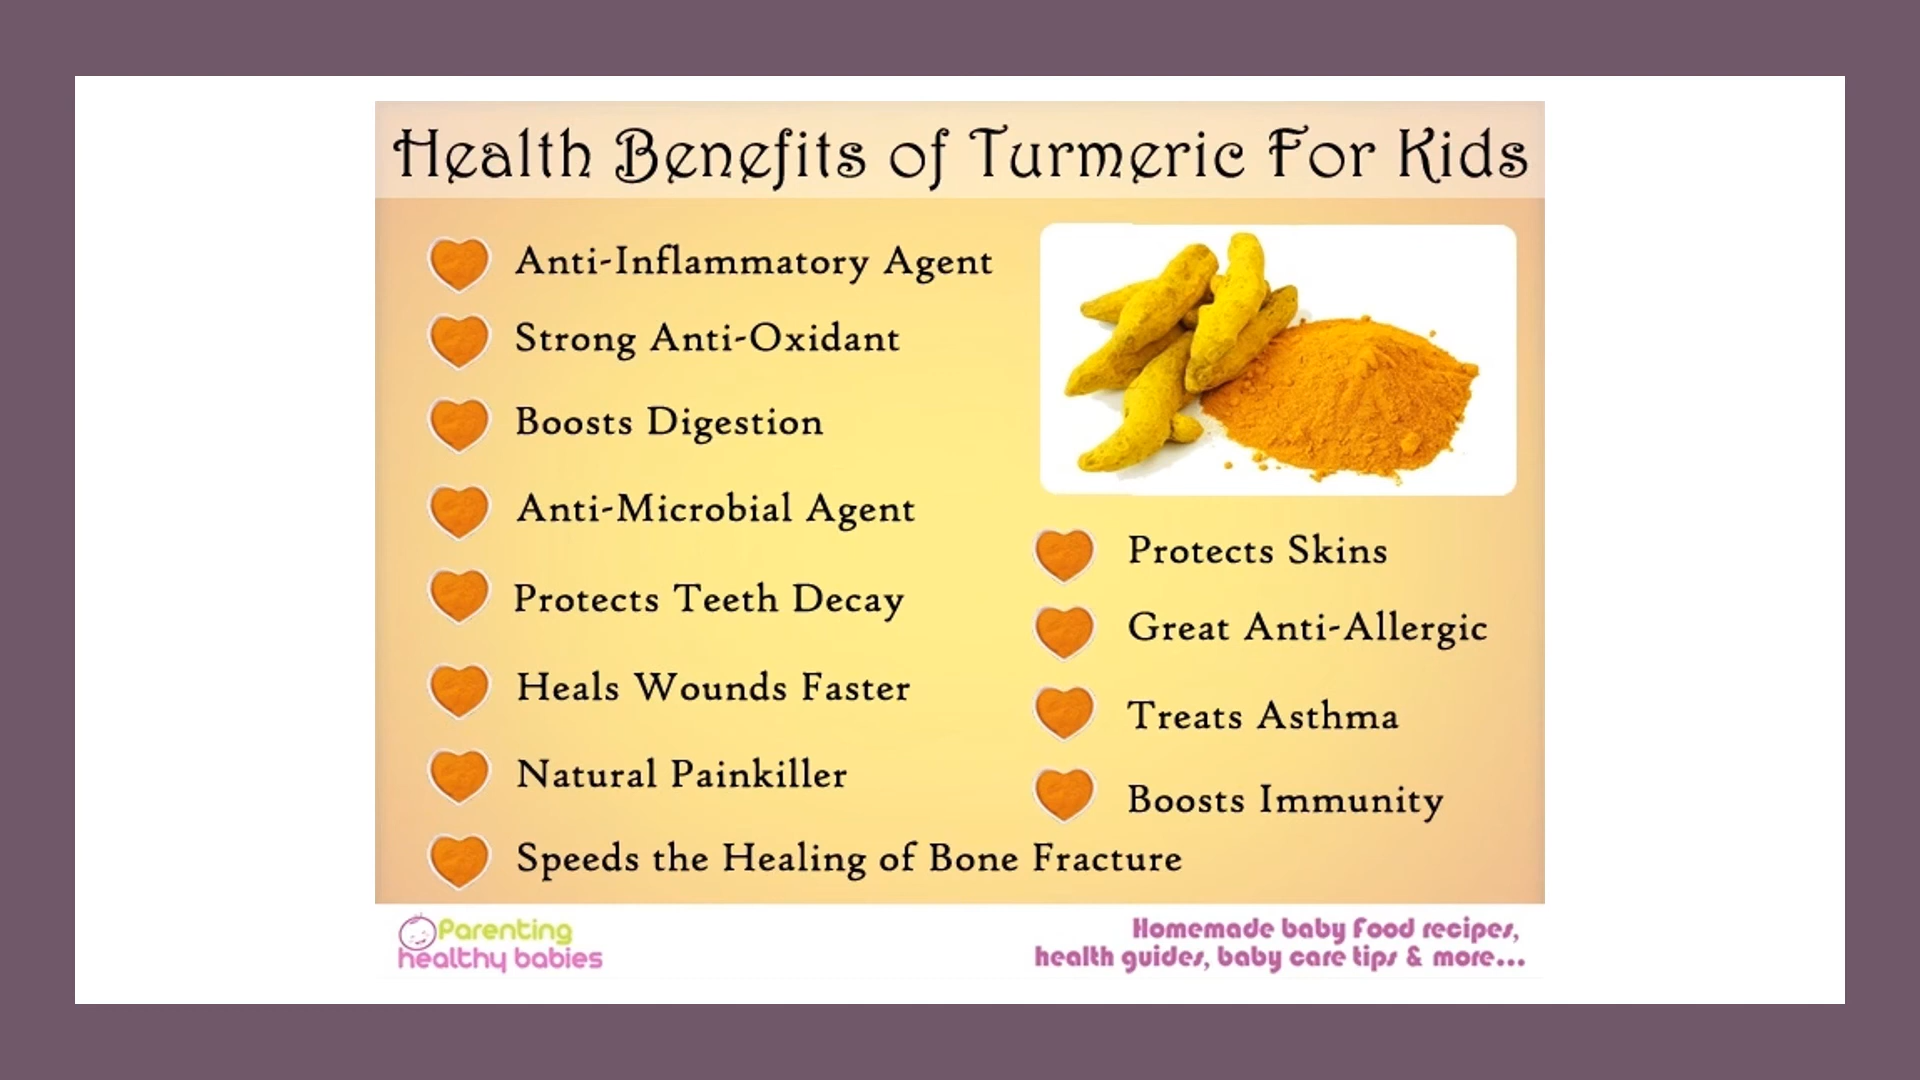 Health Benefits of Turmeric For Kids
Anti-Inflammatory Agent
Strong Anti-Oxidant
Boosts Digestion
Anti-Microbial Agent
Protects Teeth Decay
Heals Wounds Faster
Natural Painkiller
Speeds the Healing of Bone Fracture
Protects Skins
Great Anti-Allergic
Treats Asthma
Boosts Immunity
Parenting
healthy babies
Homemade baby Food recipes,
health guides, baby care tips & more...